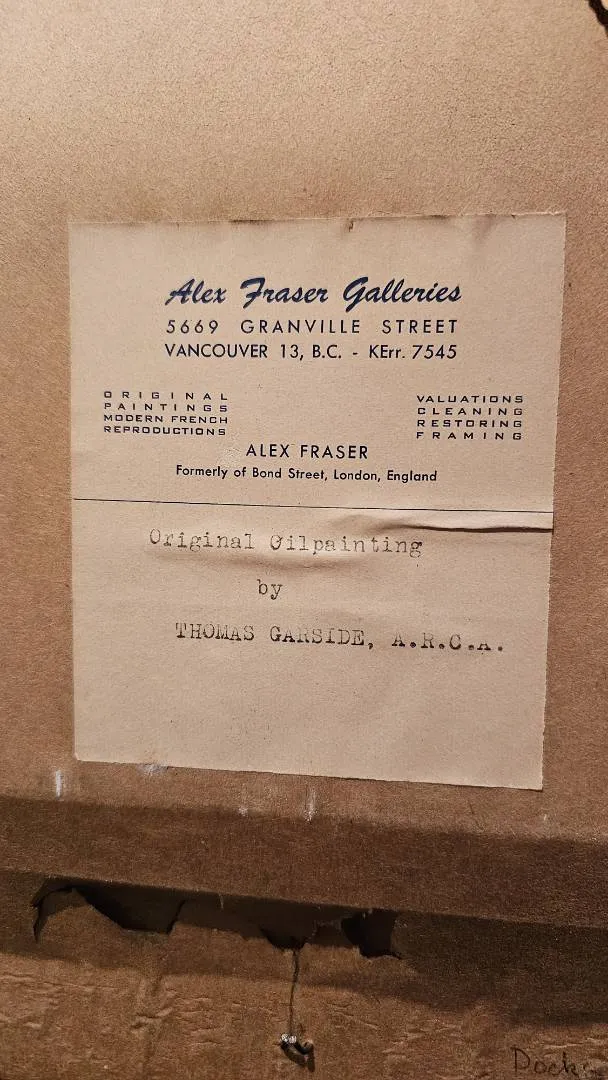 Alex Fraser Galleries
5669 GRANVILLE STREET
VANCOUVER 13, B.C. - KErr. 7545
ORIGINAL
PAINTINGS
MODERN FRENCH
REPRODUCTIONS
VALUATIONS
CLEANING
RESTORING
FRAMING
ALEX FRASER
Formerly of Bond Street, London, England
Original Oilpainting
by
THOMAS GARSIDE, A.R.C.A.